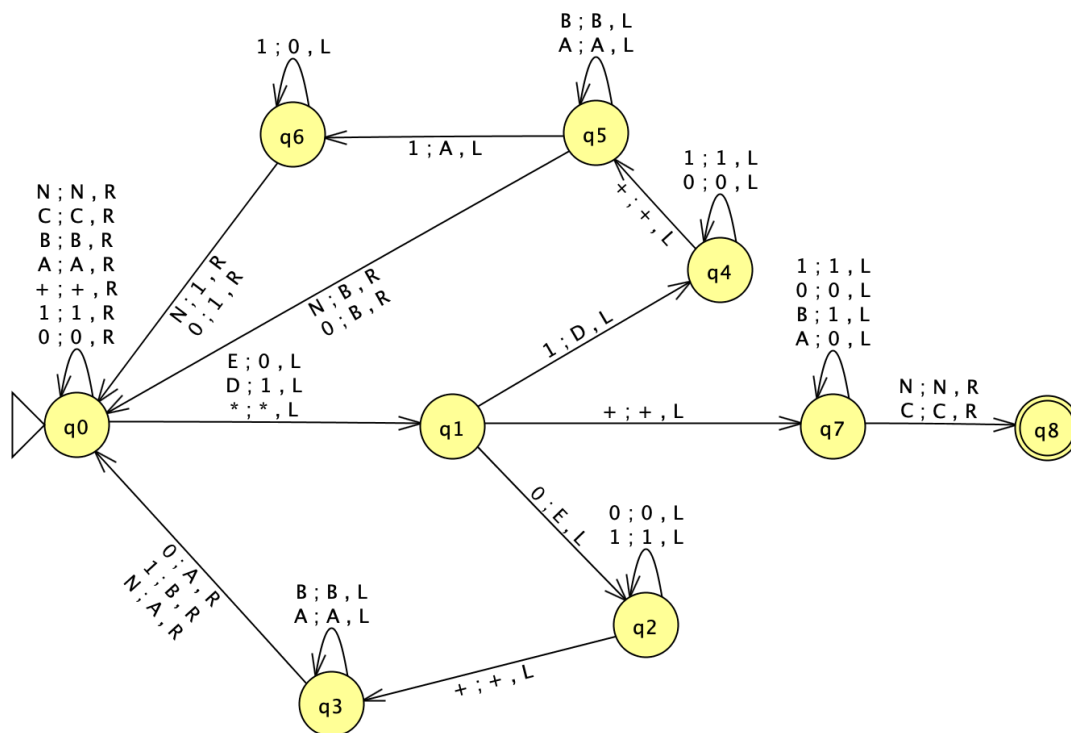 B ; B , L
A ; A , L
1 ; 0 , L
q6
q5
1 ; A , L
1 ; 1 , L
0 ; 0 , L
+ ; + , L
q4
N ; N , R
C ; C , R
B ; B , R
A ; A , R
+ ; + , R
1 ; 1 , R
0 ; 0 , R
N ; 1 , R
0 ; 1 , R
N ; B , R
0 ; B , R
1 ; D , L
1 ; 1 , L
0 ; 0 , L
B ; 1 , L
A ; 0 , L
E ; 0 , L
D ; 1 , L
* ; * , L
q0
q1
+ ; + , L
q7
N ; N , R
C ; C , R
q8
0 ; E , L
0 ; 0 , L
1 ; 1 , L
q2
0 ; A , R
1 ; B , R
N ; A , R
B ; B , L
A ; A , L
+ ; + , L
q3